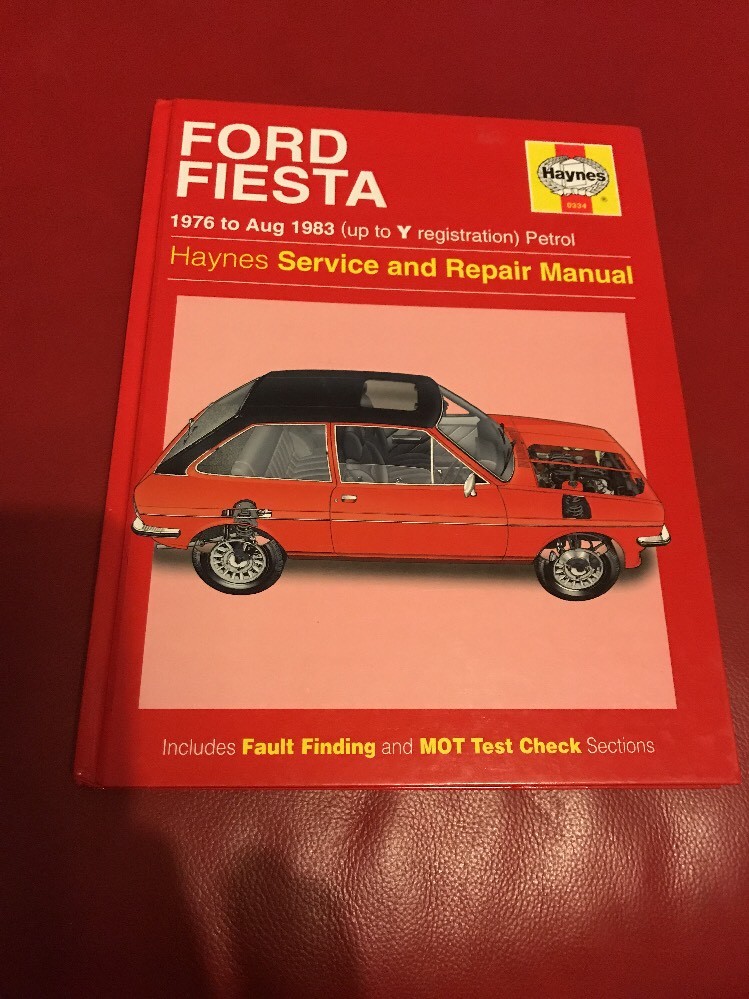 FORD
FIESTA
Haynes
®
0334
1976 to Aug 1983 (up to Y registration) Petrol
Haynes Service and Repair Manual
Includes Fault Finding and MOT Test Check Sections